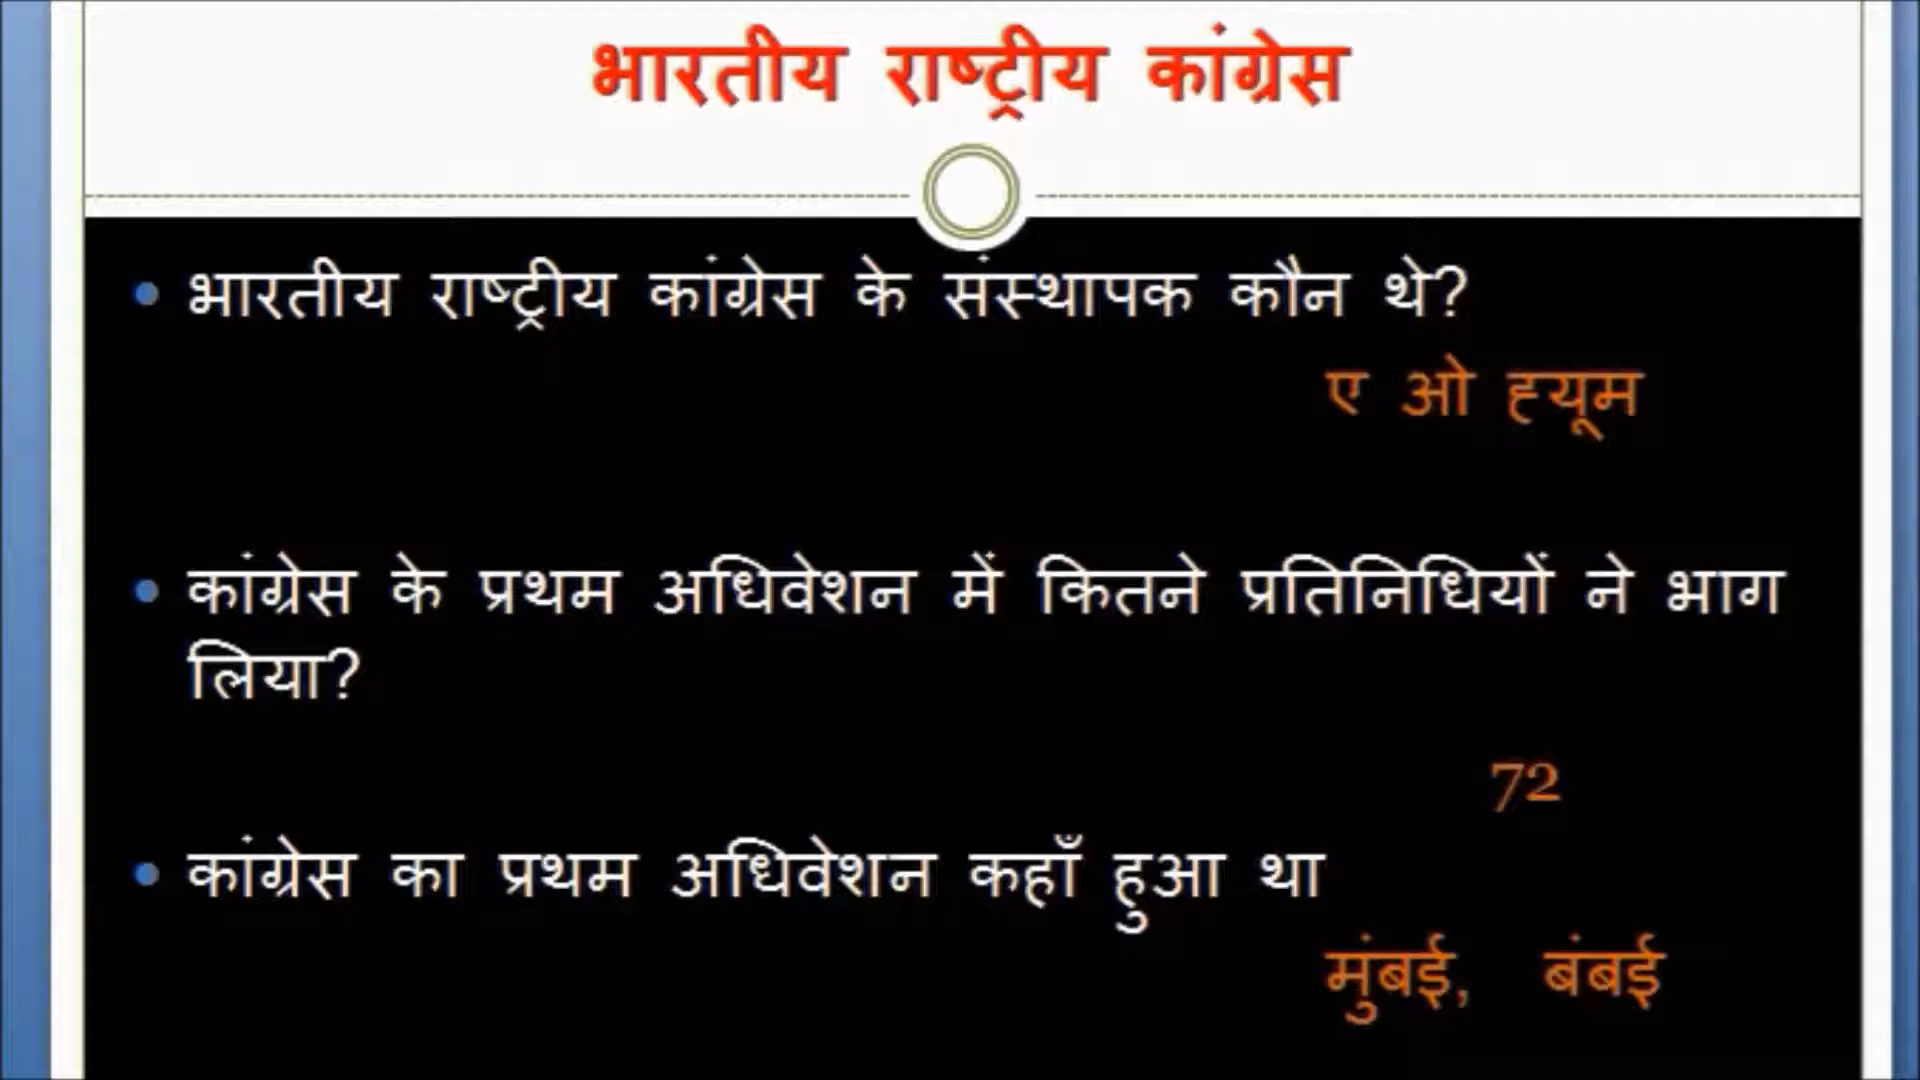 भारतीय राष्ट्रीय कांग्रेस
भारतीय राष्ट्रीय कांग्रेस के संस्थापक कौन थे?
ए ओ ह्यूम
कांग्रेस के प्रथम अधिवेशन में कितने प्रतिनिधियों ने भाग
लिया?
72
कांग्रेस का प्रथम अधिवेशन कहाँ हुआ था
मुंबई, बंबई